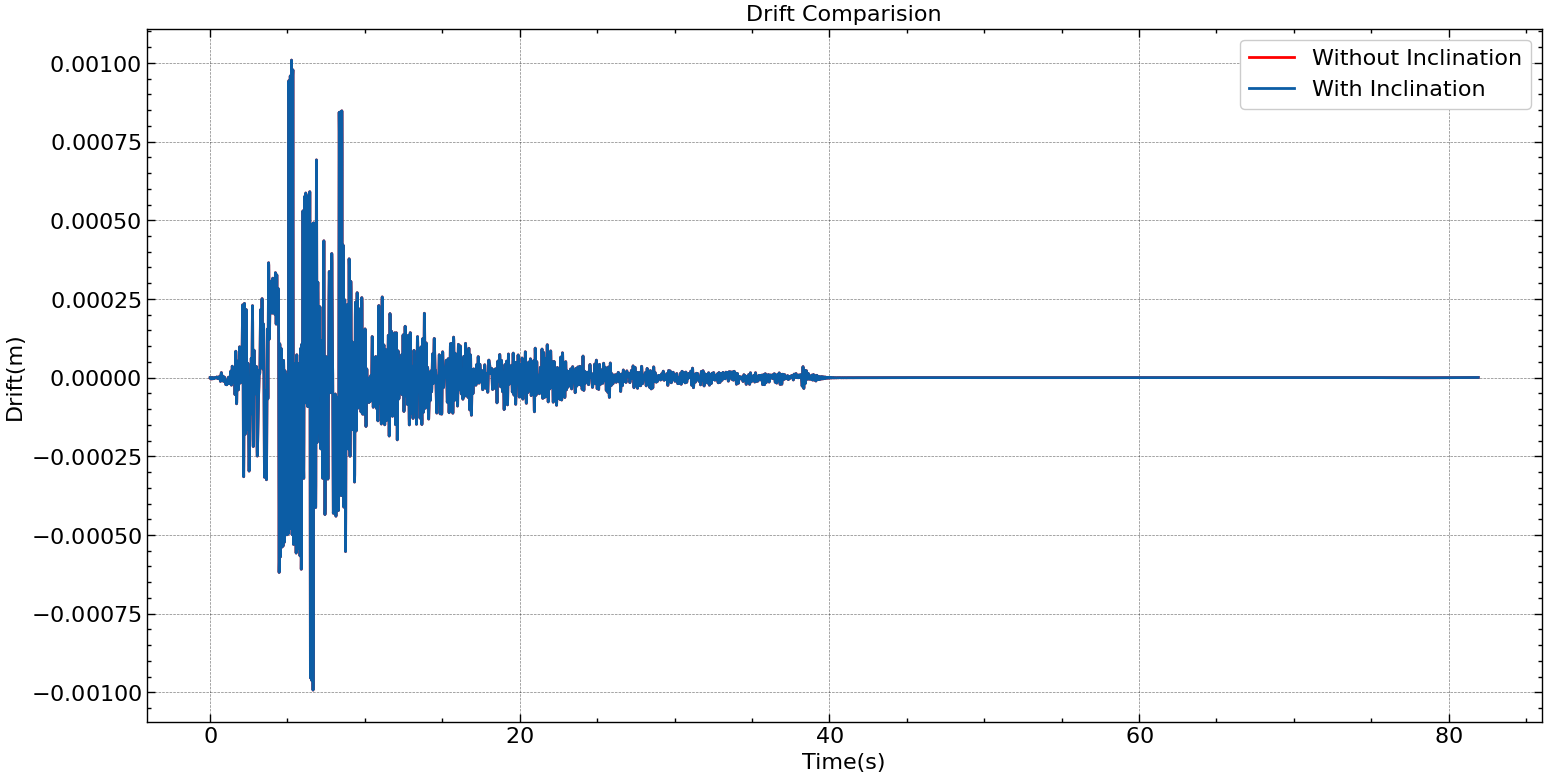 Drift Comparision
Without Inclination
With Inclination
0.00100
0.00075
0.00050
0.00025
0.00000
−0.00025
−0.00050
−0.00075
−0.00100
Drift(m)
0 20 40 60 80
Time(s)